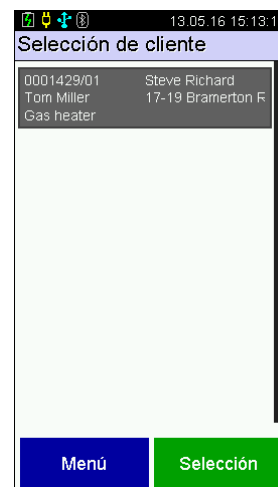 13.05.16 15:13:1
Selección de cliente
0001429/01 Steve Richard
Tom Miller 17-19 Bramerton R
Gas heater
Menú Selección